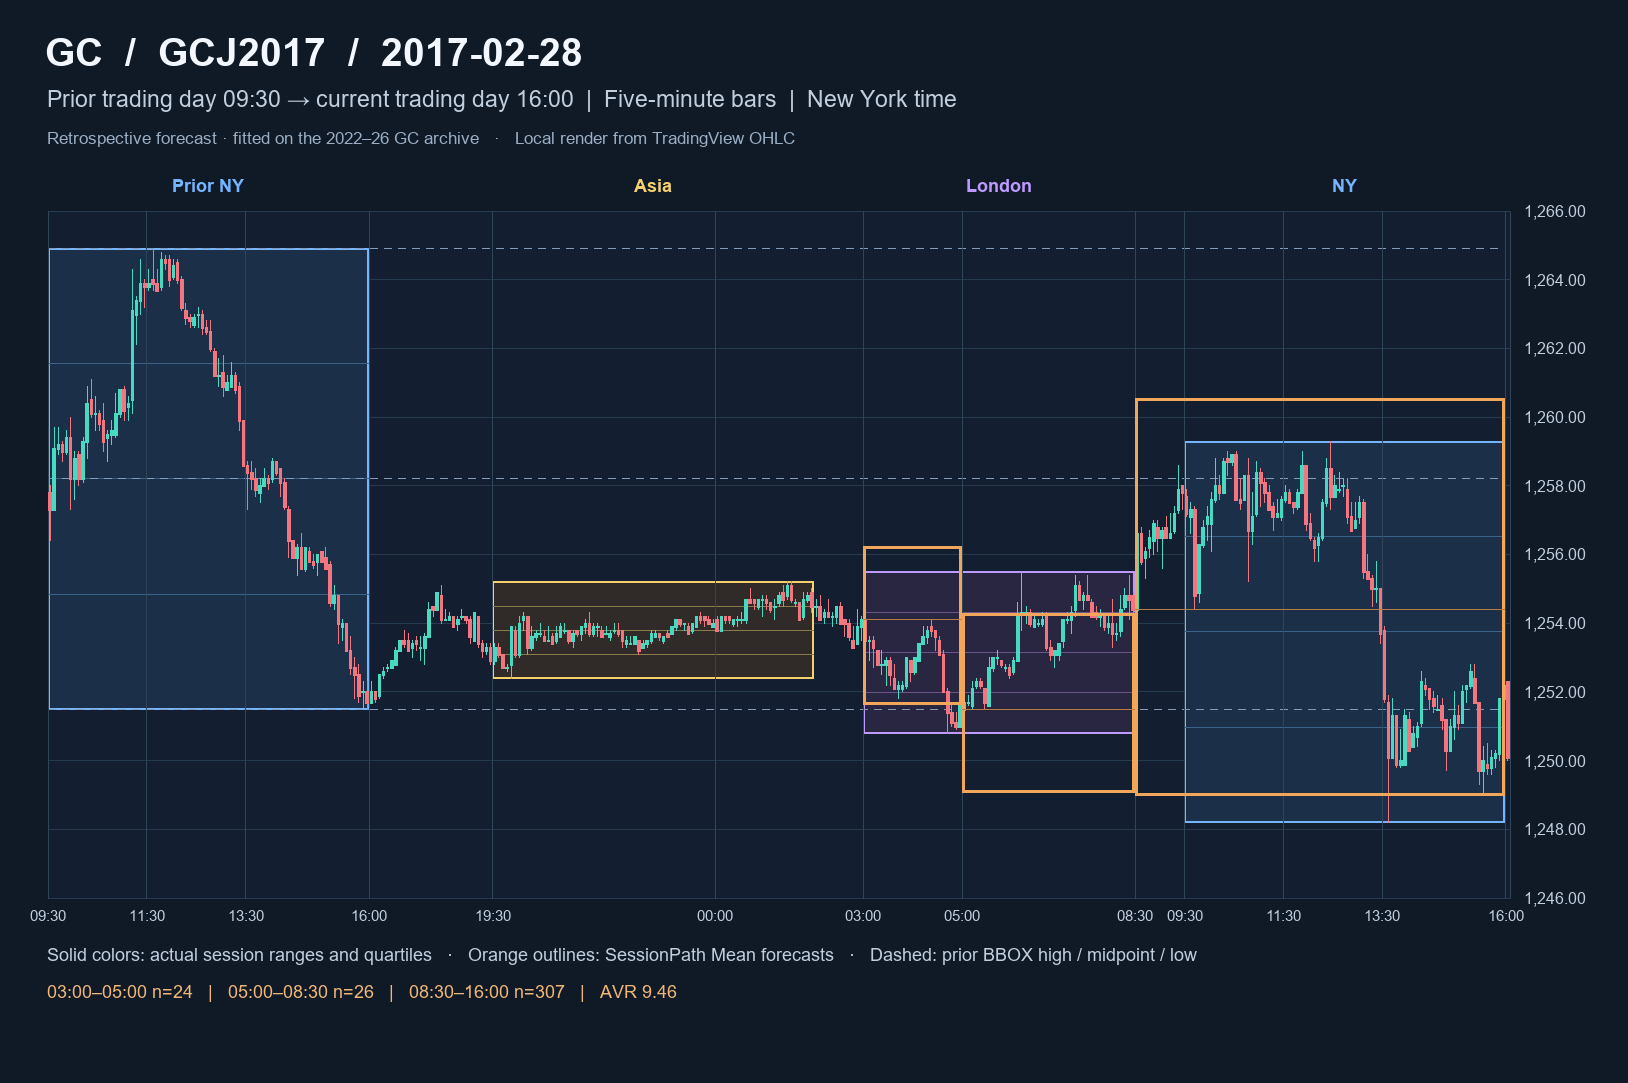 GC / GCJ2017 / 2017-02-28
Prior trading day 09:30 → current trading day 16:00 | Five-minute bars | New York time
Retrospective forecast · fitted on the 2022–26 GC archive · Local render from TradingView OHLC
Prior NY Asia London NY
1,266.00
1,264.00
1,262.00
1,260.00
1,258.00
1,256.00
1,254.00
1,252.00
1,250.00
1,248.00
1,246.00
09:30 11:30 13:30 16:00 19:30 00:00 03:00 05:00 08:30 09:30 11:30 13:30 16:00
Solid colors: actual session ranges and quartiles · Orange outlines: SessionPath Mean forecasts · Dashed: prior BBOX high / midpoint / low
03:00–05:00 n=24 | 05:00–08:30 n=26 | 08:30–16:00 n=307 | AVR 9.46